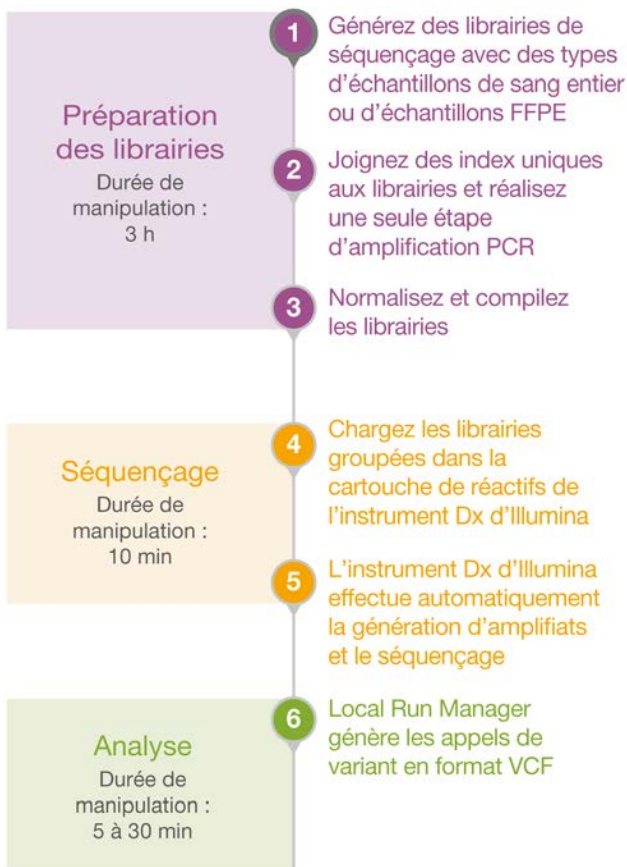 Préparation
des librairies
Durée de
manipulation :
3 h
1
Générez des librairies de
séquençage avec des types
d’échantillons de sang entier
ou d’échantillons FFPE
2
Joignez des index uniques
aux librairies et réalisez
une seule étape
d’amplification PCR
3
Normalisez et compilez
les librairies
Séquençage
Durée de
manipulation :
10 min
4
Chargez les librairies
groupées dans la
cartouche de réactifs de
l’instrument Dx d’Illumina
5
L’instrument Dx d’Illumina
effectue automatiquement
la génération d’amplifiats
et le séquençage
Analyse
Durée de
manipulation :
5 à 30 min
6
Local Run Manager
génère les appels de
variant en format VCF